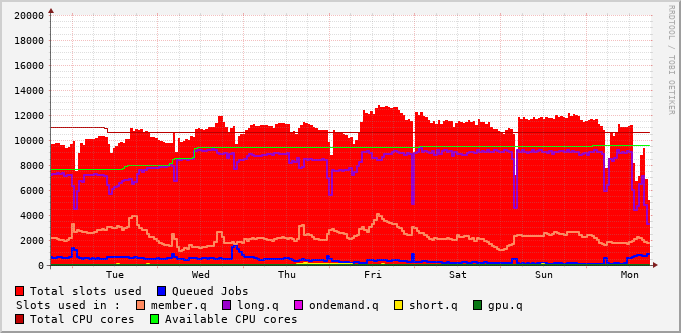 RRDTOOL / TOBI OETIKER
20000
18000
16000
14000
12000
10000
8000
6000
4000
2000
0
Tue Wed Thu Fri Sat Sun Mon
Total slots used Queued Jobs
Slots used in : member.q long.q ondemand.q short.q gpu.q
Total CPU cores Available CPU cores